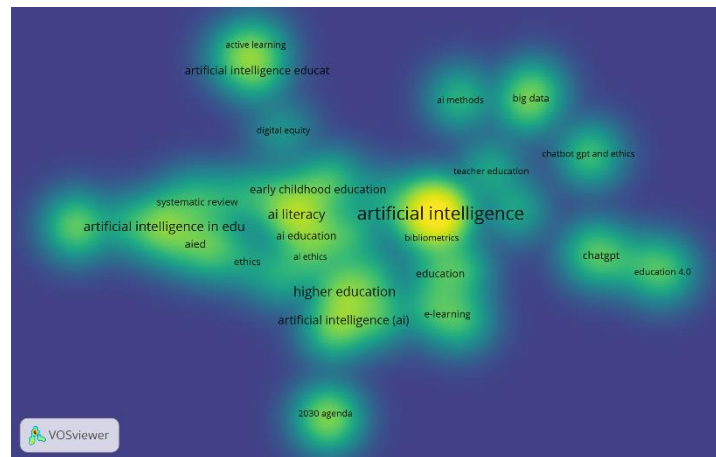 active learning
artificial intelligence educat
ai methods
big data
digital equity
chatbot gpt and ethics
teacher education
early childhood education
systematic review
ai literacy
artificial intelligence
artificial intelligence in edu
ai education
bibliometrics
aied
ai ethics
chatgpt
ethics
education
education 4.0
higher education
artificial intelligence (ai)
e-learning
2030 agenda
VOSviewer